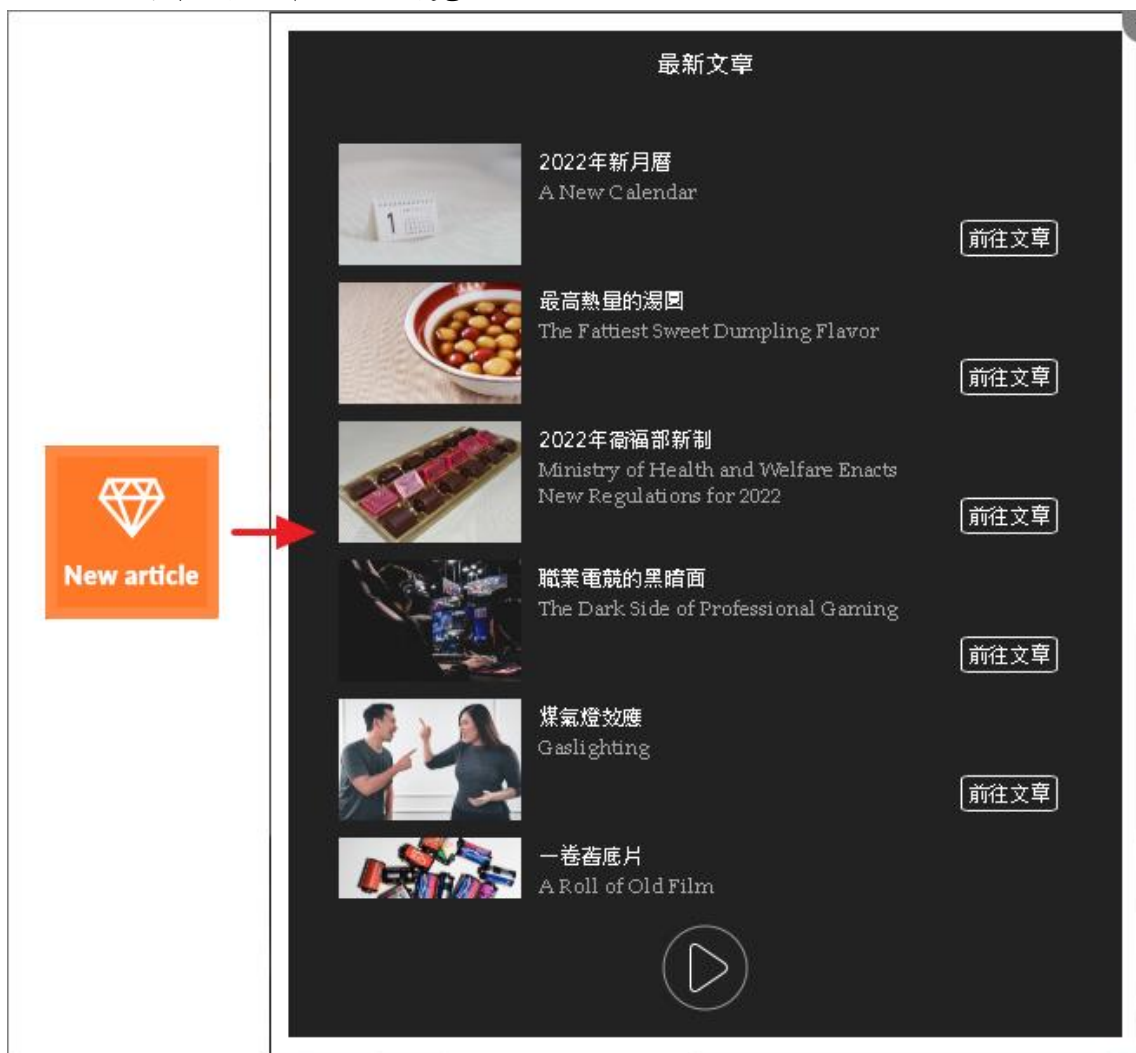 最新文章
2022年新月曆
A New Calendar
前往文章
最高熱量的湯圓
The Fattiest Sweet Dumpling Flavor
前往文章
2022年衛福部新制
Ministry of Health and Welfare Enacts
New Regulations for 2022
前往文章
New article
職業電競的黑暗面
The Dark Side of Professional Gaming
前往文章
煤氣燈效應
Gaslighting
前往文章
一卷舊底片
A Roll of Old Film